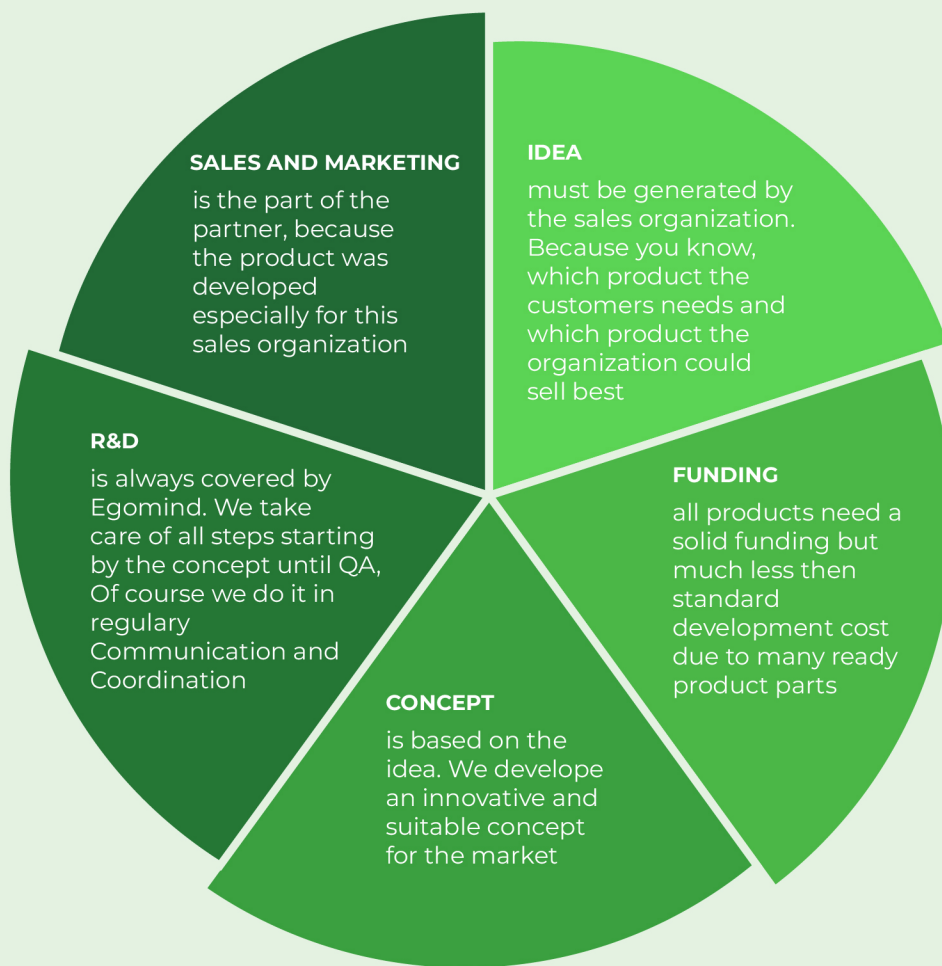 SALES AND MARKETING
is the part of the
partner, because
the product was
developed
especially for this
sales organization
IDEA
must be generated by
the sales organization.
Because you know,
which product the
customers needs and
which product the
organization could
sell best
R&D
is always covered by
Egomind. We take
care of all steps starting
by the concept until QA,
Of course we do it in
regulary
Communication and
Coordination
FUNDING
all products need a
solid funding but
much less then
standard
development cost
due to many ready
product parts
CONCEPT
is based on the
idea. We develope
an innovative and
suitable concept
for the market